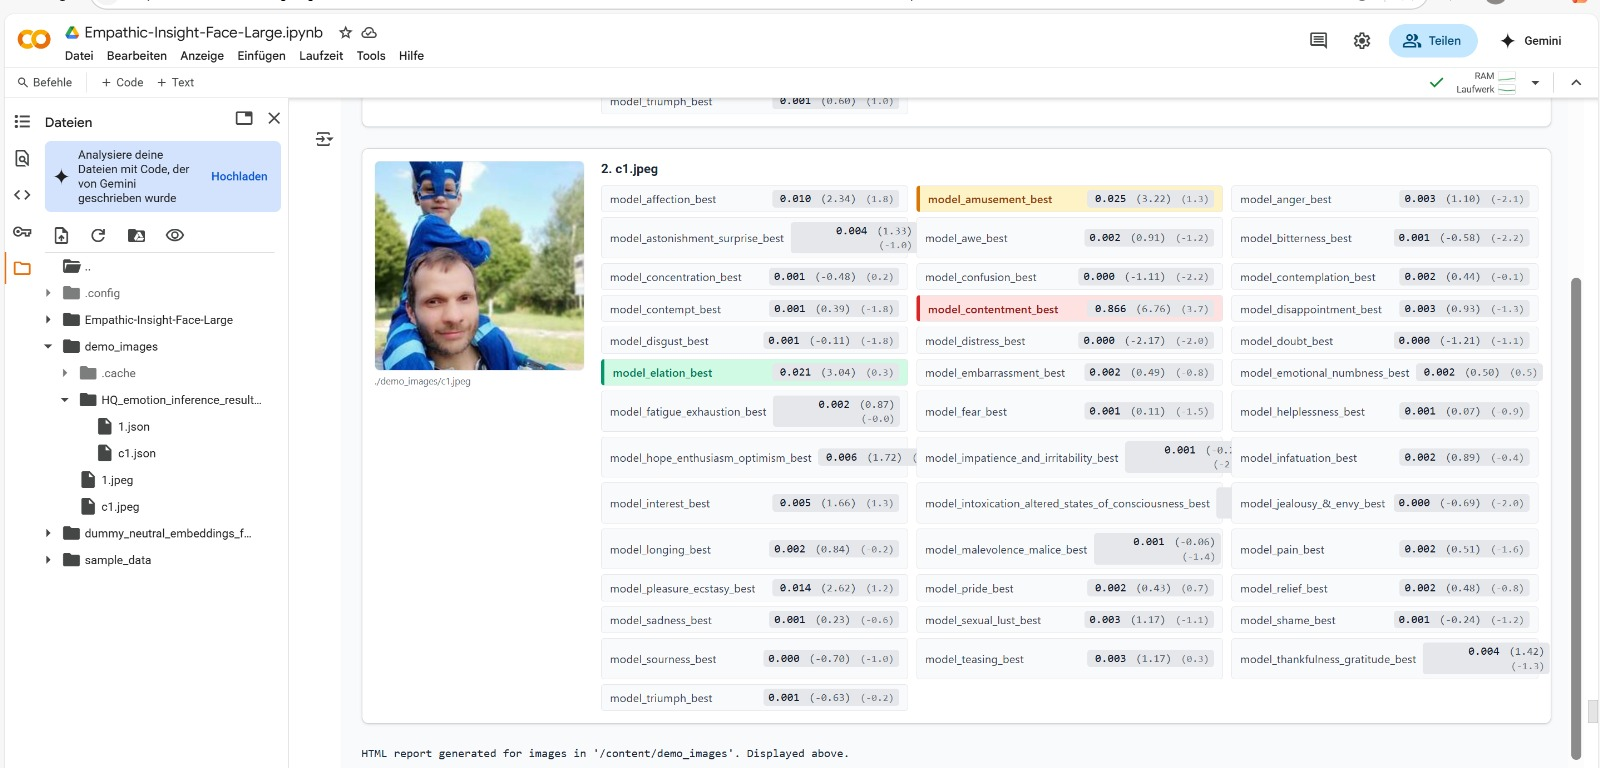 Empathic-Insight-Face-Large.ipynb
Datei Bearbeiten Anzeige Einfügen Laufzeit Tools Hilfe
Teilen
Gemini
Befehle + Code + Text
RAM
Laufwerk
Dateien
Analysiere deine
Dateien mit Code, der
von Gemini
geschrieben wurde
Hochladen
..
.config
Empathic-Insight-Face-Large
demo_images
.cache
HQ_emotion_inference_result...
1.json
c1.json
1.jpeg
c1.jpeg
dummy_neutral_embeddings_f...
sample_data
model_triumph_best 0.001 (0.60) (1.0)
2. c1.jpeg
./demo_images/c1.jpeg
model_affection_best 0.010 (2.34) (1.8)
model_amusement_best 0.025 (3.22) (1.3)
model_anger_best 0.003 (1.10) (-2.1)
model_astonishment_surprise_best 0.004 (1.33) (-1.0)
model_awe_best 0.002 (0.91) (-1.2)
model_bitterness_best 0.001 (-0.58) (-2.2)
model_concentration_best 0.001 (-0.48) (0.2)
model_confusion_best 0.000 (-1.11) (-2.2)
model_contemplation_best 0.002 (0.44) (-0.1)
model_contempt_best 0.001 (0.39) (-1.8)
model_contentment_best 0.866 (6.76) (3.7)
model_disappointment_best 0.003 (0.93) (-1.3)
model_disgust_best 0.001 (-0.11) (-1.8)
model_distress_best 0.000 (-2.17) (-2.0)
model_doubt_best 0.000 (-1.21) (-1.1)
model_elation_best 0.021 (3.04) (0.3)
model_embarrassment_best 0.002 (0.49) (-0.8)
model_emotional_numbness_best 0.002 (0.50) (0.5)
model_fatigue_exhaustion_best 0.002 (0.87) (-0.0)
model_fear_best 0.001 (0.11) (-1.5)
model_helplessness_best 0.001 (0.07) (-0.9)
model_hope_enthusiasm_optimism_best 0.006 (1.72) (
model_impatience_and_irritability_best 0.001
model_infatuation_best 0.002 (0.89) (-0.4)
model_interest_best 0.005 (1.66) (1.3)
model_intoxication_altered_states_of_consciousness_best
model_jealousy_&_envy_best 0.000 (-0.69) (-2.0)
model_longing_best 0.002 (0.84) (-0.2)
model_malevolence_malice_best 0.001 (-0.06) (-1.4)
model_pain_best 0.002 (0.51) (-1.6)
model_pleasure_ecstasy_best 0.014 (2.62) (1.2)
model_pride_best 0.002 (0.43) (0.7)
model_relief_best 0.002 (0.48) (-0.8)
model_sadness_best 0.001 (0.23) (-0.6)
model_sexual_lust_best 0.003 (1.17) (-1.1)
model_shame_best 0.001 (-0.24) (-1.2)
model_sourness_best 0.000 (-0.70) (-1.0)
model_teasing_best 0.003 (1.17) (0.3)
model_thankfulness_gratitude_best 0.004 (1.42) (-1.3)
model_triumph_best 0.001 (-0.63) (-0.2)
HTML report generated for images in '/content/demo_images'. Displayed above.